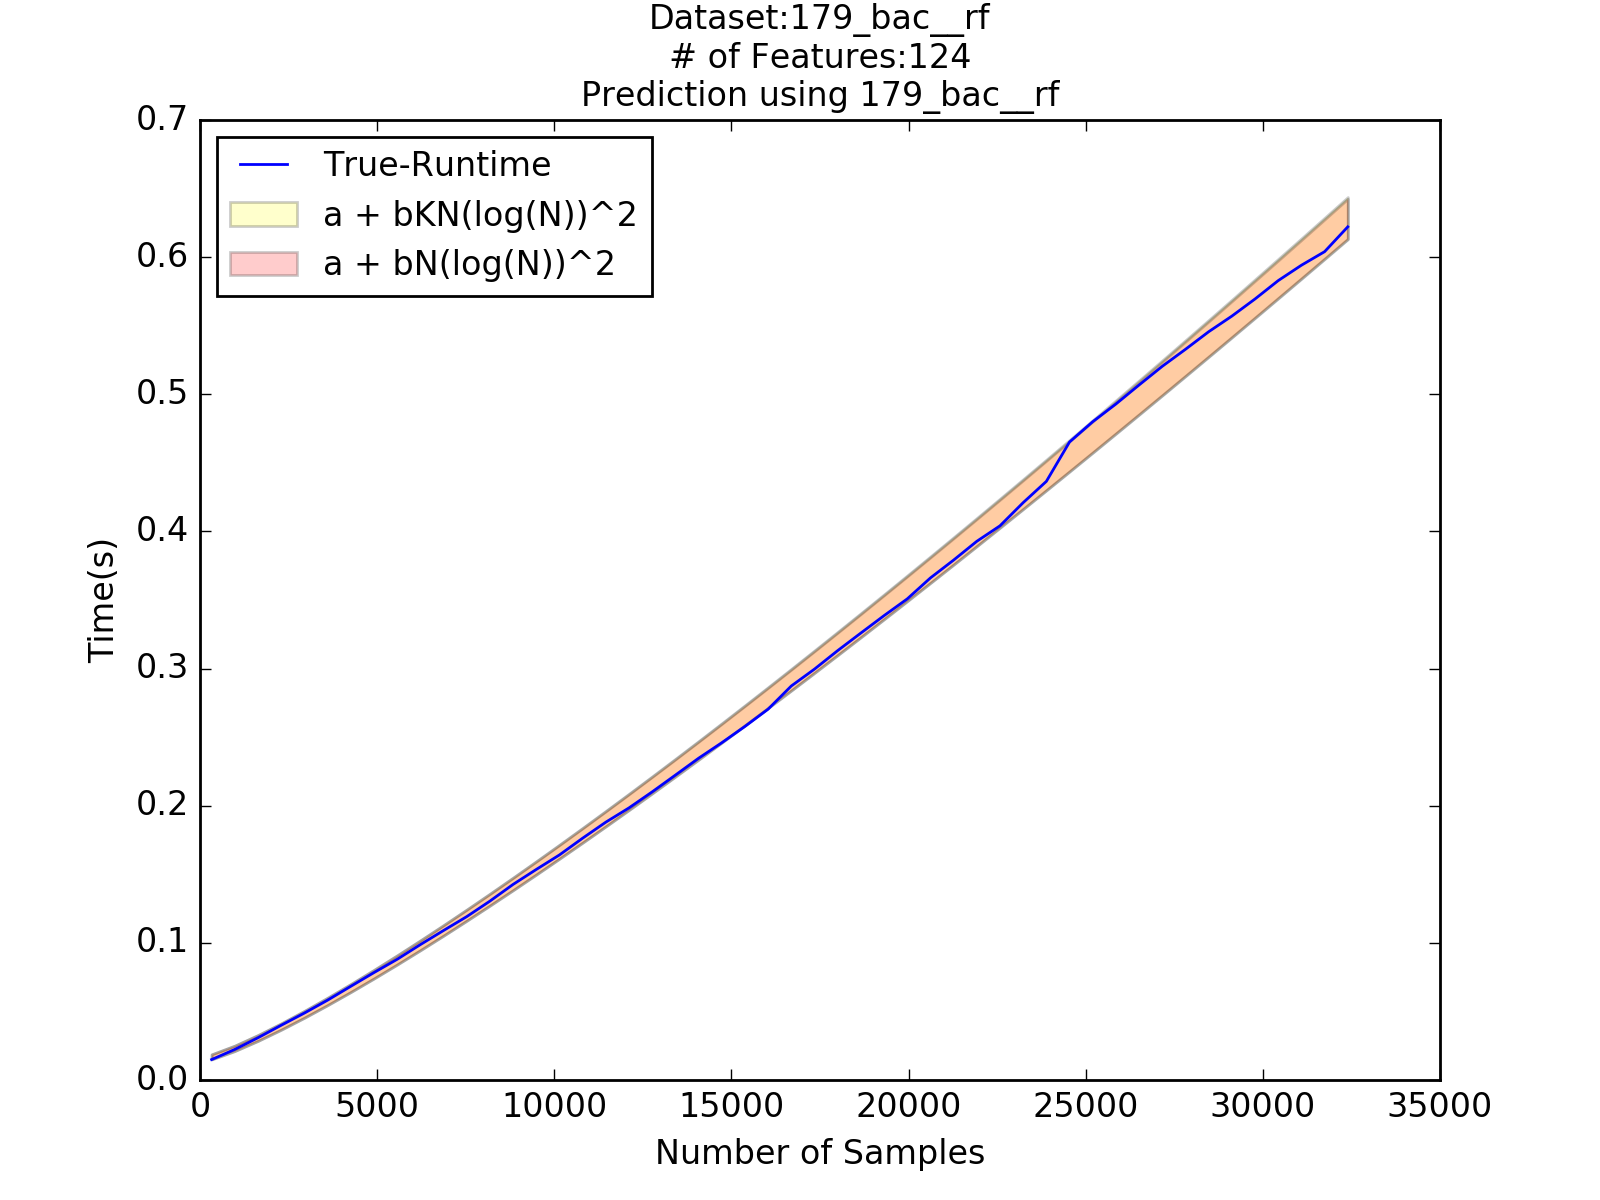 Dataset:179_bac__rf
# of Features:124
Prediction using 179_bac__rf
0.7
0.6
0.5
0.4
0.3
0.2
0.1
0.0
Time(s)
True-Runtime
a + bKN(log(N))^2
a + bN(log(N))^2
0 5000 10000 15000 20000 25000 30000 35000
Number of Samples